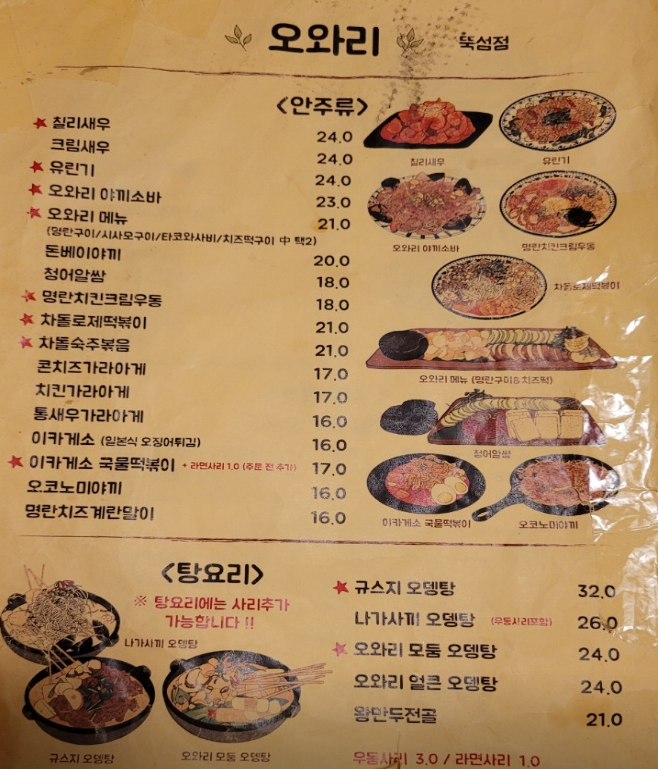 오와리 뚝섬점
<안주류>
★ 칠리새우 24.0
크림새우 24.0
★ 유린기 24.0
★ 오와리 야끼소바 23.0
★ 오와리 메뉴 21.0
(명란구이/시사모구이/타코와사비/치즈떡구이 中 택2)
돈베이야끼 20.0
청어알쌈 18.0
★ 명란치킨크림우동 18.0
★ 차돌로제떡볶이 21.0
★ 차돌숙주볶음 21.0
콘치즈가라아게 17.0
치킨가라아게 17.0
통새우가라아게 16.0
이카게소 (일본식 오징어튀김) 16.0
★ 이카게소 국물떡볶이 + 라면사리 1.0 (주문 전 추가) 17.0
오코노미야끼 16.0
명란치즈계란말이 16.0
칠리새우
유린기
오와리 야끼소바
명란치킨크림우동
차돌로제떡볶이
오와리 메뉴 (명란구이&치즈떡)
청어알쌈
이카게소 국물떡볶이
오코노미야끼
<탕요리>
※ 탕요리에는 사리추가
가능합니다 !!
나가사끼 오뎅탕
규스지 오뎅탕
오와리 모둠 오뎅탕
★ 규스지 오뎅탕 32.0
나가사끼 오뎅탕 (우동사리포함) 26.0
★ 오와리 모둠 오뎅탕 24.0
오와리 얼큰 오뎅탕 24.0
왕만두전골 21.0
우동사리 3.0 / 라면사리 1.0